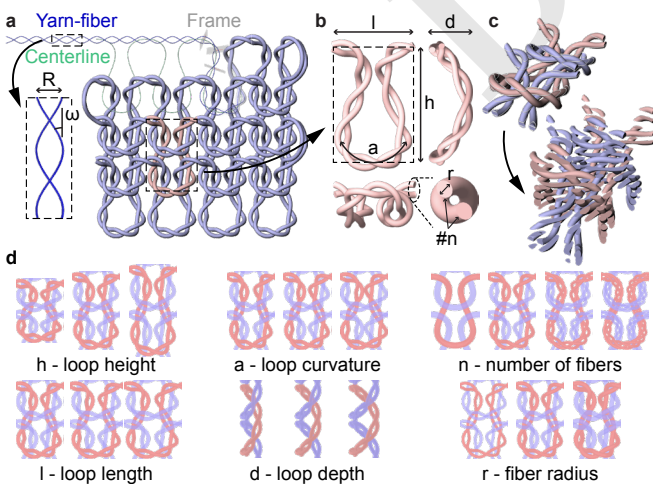 a
Yarn-fiber
Frame
Centerline
R
ω
b
l
d
h
a
r
#n
c
d
h - loop height
a - loop curvature
n - number of fibers
l - loop length
d - loop depth
r - fiber radius